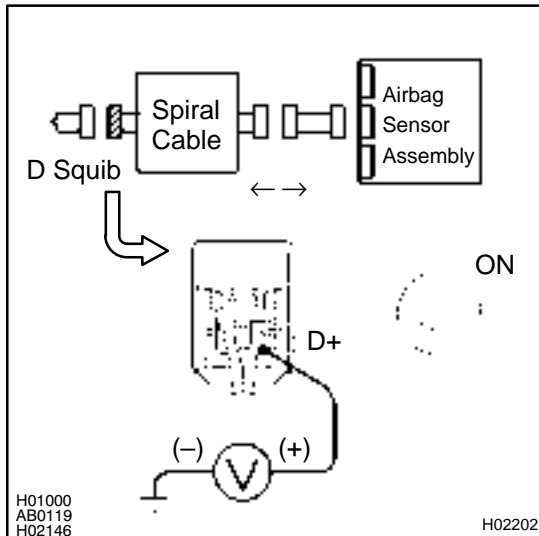 Spiral
Cable
Airbag
Sensor
Assembly
D Squib
← →
ON
D+
(–)
(+)
V
H01000
AB0119
H02146
H02202